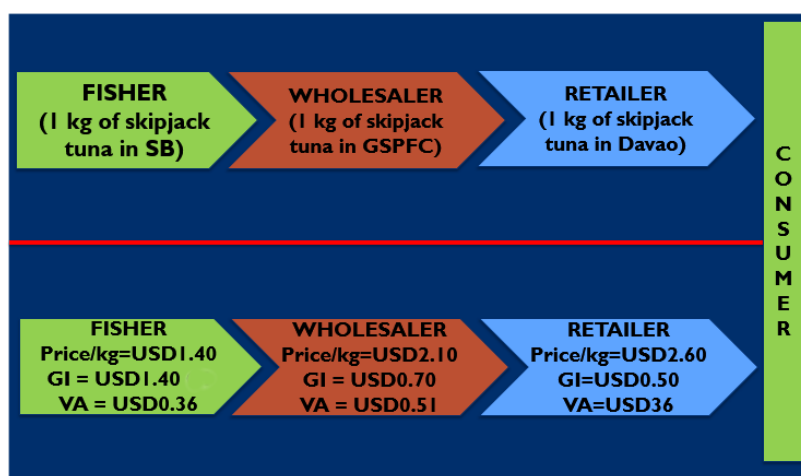 FISHER
(1 kg of skipjack
tuna in SB)
WHOLESALER
(1 kg of skipjack
tuna in GSPFC)
RETAILER
(1 kg of skipjack
tuna in Davao)
FISHER
Price/kg=USD1.40
GI = USD1.40
VA = USD0.36
WHOLESALER
Price/kg=USD2.10
GI = USD0.70
VA = USD0.51
RETAILER
Price/kg=USD2.60
GI=USD0.50
VA=USD36
C
O
N
S
U
M
E
R